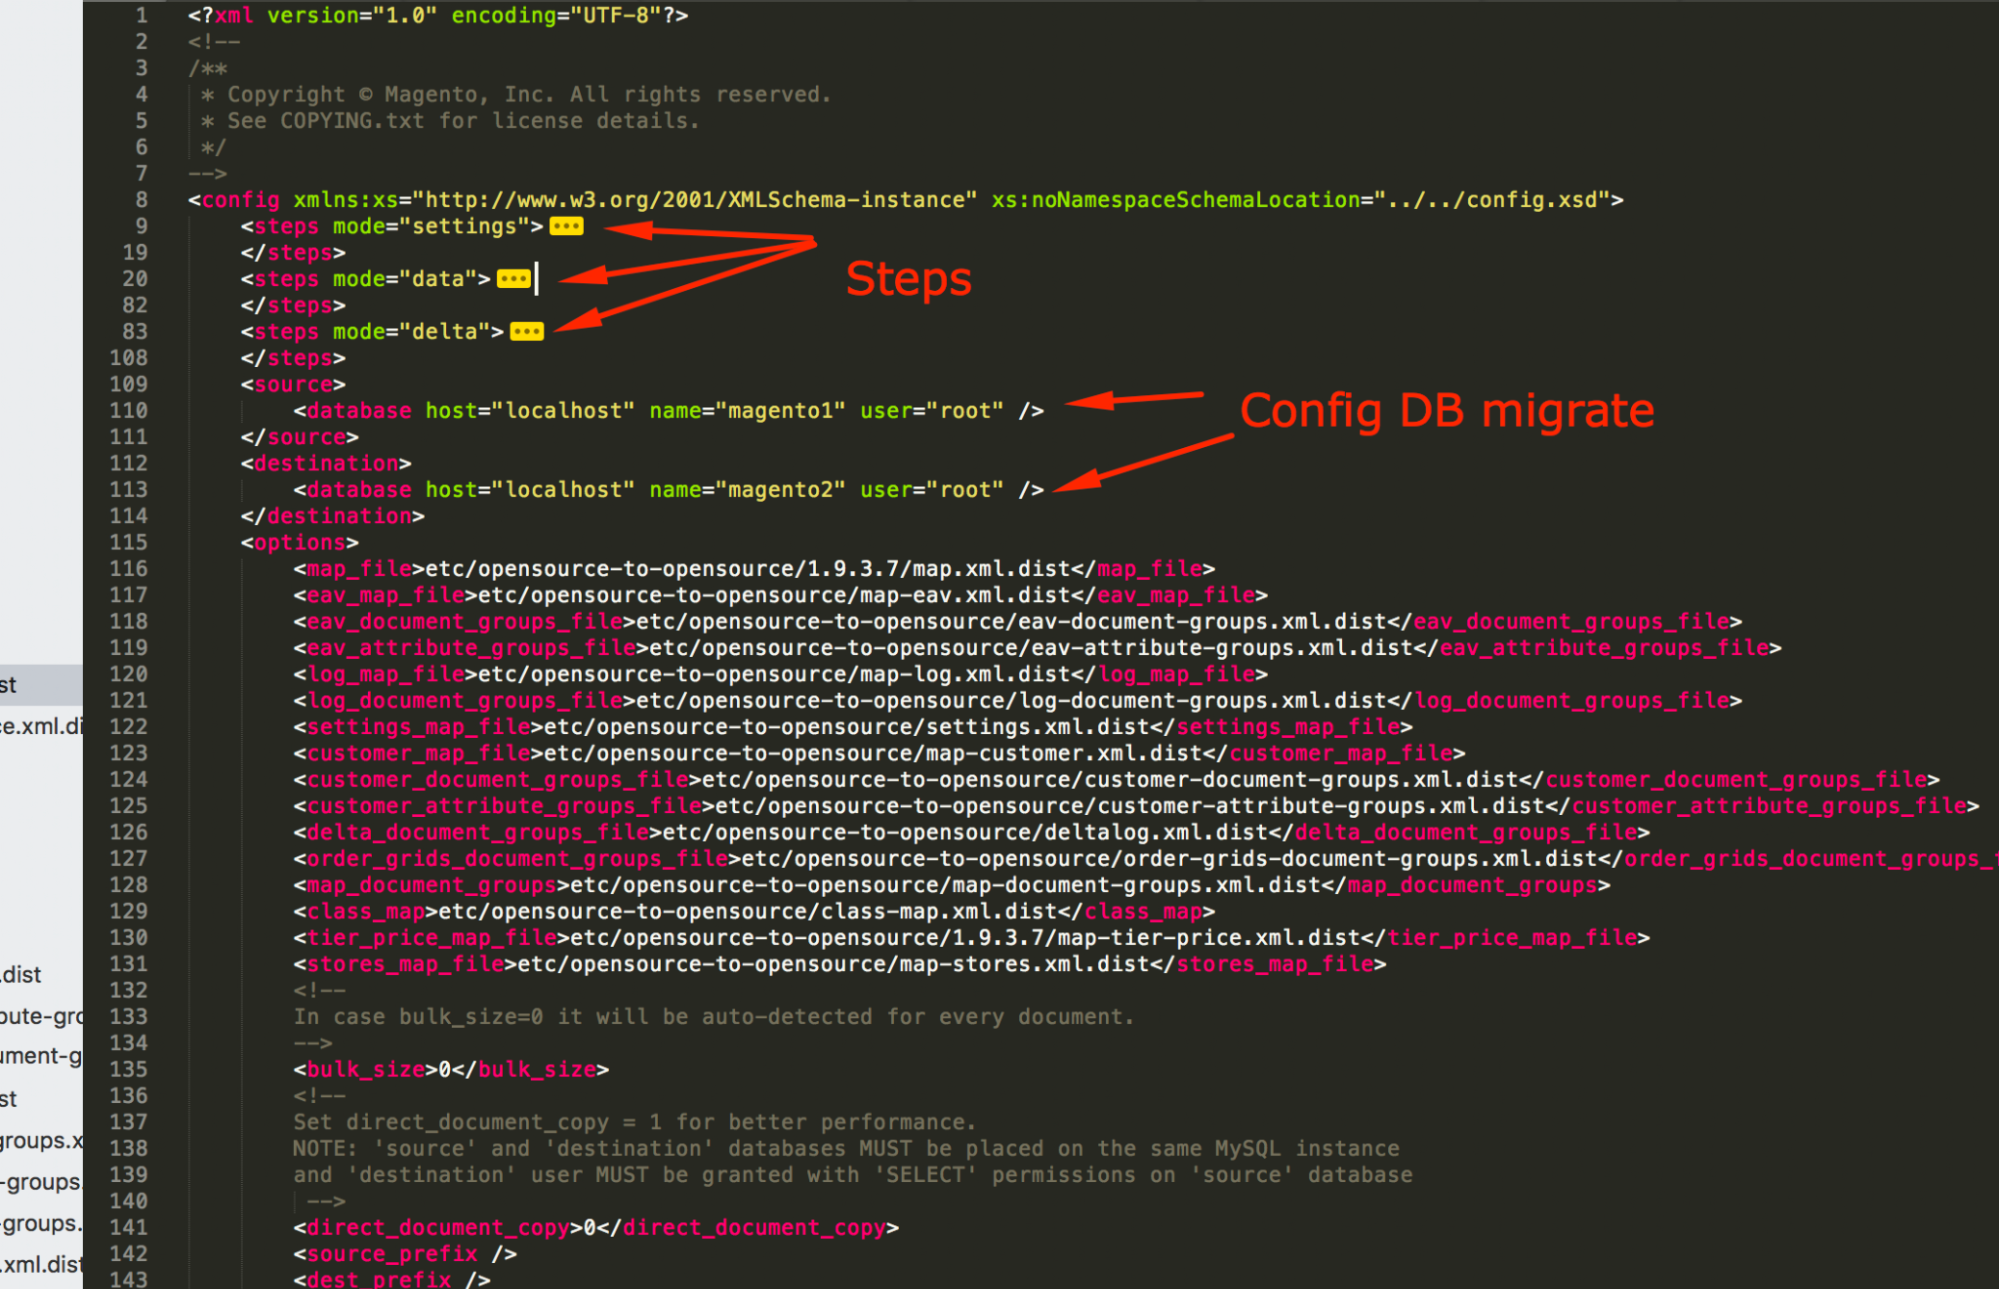 1 <?xml version="1.0" encoding="UTF-8"?>
2 <!--
3 /**
4 * Copyright © Magento, Inc. All rights reserved.
5 * See COPYING.txt for license details.
6 */
7 -->
8 <config xmlns:xs="http://www.w3.org/2001/XMLSchema-instance" xs:noNamespaceSchemaLocation="../../config.xsd">
9 <steps mode="settings">
19 </steps>
20 <steps mode="data">
Steps
82 </steps>
83 <steps mode="delta">
108 </steps>
109 <source>
110 <database host="localhost" name="magento1" user="root" />
Config DB migrate
111 </source>
112 <destination>
113 <database host="localhost" name="magento2" user="root" />
114 </destination>
115 <options>
116 <map_file>etc/opensource-to-opensource/1.9.3.7/map.xml.dist</map_file>
117 <eav_map_file>etc/opensource-to-opensource/map-eav.xml.dist</eav_map_file>
118 <eav_document_groups_file>etc/opensource-to-opensource/eav-document-groups.xml.dist</eav_document_groups_file>
119 <eav_attribute_groups_file>etc/opensource-to-opensource/eav-attribute-groups.xml.dist</eav_attribute_groups_file>
120 <log_map_file>etc/opensource-to-opensource/map-log.xml.dist</log_map_file>
st
121 <log_document_groups_file>etc/opensource-to-opensource/log-document-groups.xml.dist</log_document_groups_file>
ce.xml.di
122 <settings_map_file>etc/opensource-to-opensource/settings.xml.dist</settings_map_file>
123 <customer_map_file>etc/opensource-to-opensource/map-customer.xml.dist</customer_map_file>
124 <customer_document_groups_file>etc/opensource-to-opensource/customer-document-groups.xml.dist</customer_document_groups_file>
125 <customer_attribute_groups_file>etc/opensource-to-opensource/customer-attribute-groups.xml.dist</customer_attribute_groups_file>
126 <delta_document_groups_file>etc/opensource-to-opensource/deltalog.xml.dist</delta_document_groups_file>
127 <order_grids_document_groups_file>etc/opensource-to-opensource/order-grids-document-groups.xml.dist</order_grids_document_groups_
128 <map_document_groups>etc/opensource-to-opensource/map-document-groups.xml.dist</map_document_groups>
129 <class_map>etc/opensource-to-opensource/class-map.xml.dist</class_map>
130 <tier_price_map_file>etc/opensource-to-opensource/1.9.3.7/map-tier-price.xml.dist</tier_price_map_file>
131 <stores_map_file>etc/opensource-to-opensource/map-stores.xml.dist</stores_map_file>
.dist
132 <!--
133 In case bulk_size=0 it will be auto-detected for every document.
bute-gro
134 -->
ument-g
135 <bulk_size>0</bulk_size>
136 <!--
st
137 Set direct_document_copy = 1 for better performance.
groups.x
138 NOTE: 'source' and 'destination' databases MUST be placed on the same MySQL instance
139 and 'destination' user MUST be granted with 'SELECT' permissions on 'source' database
-groups.
140 -->
141 <direct_document_copy>0</direct_document_copy>
-groups.
142 <source_prefix />
.xml.dist
143 <dest_prefix />